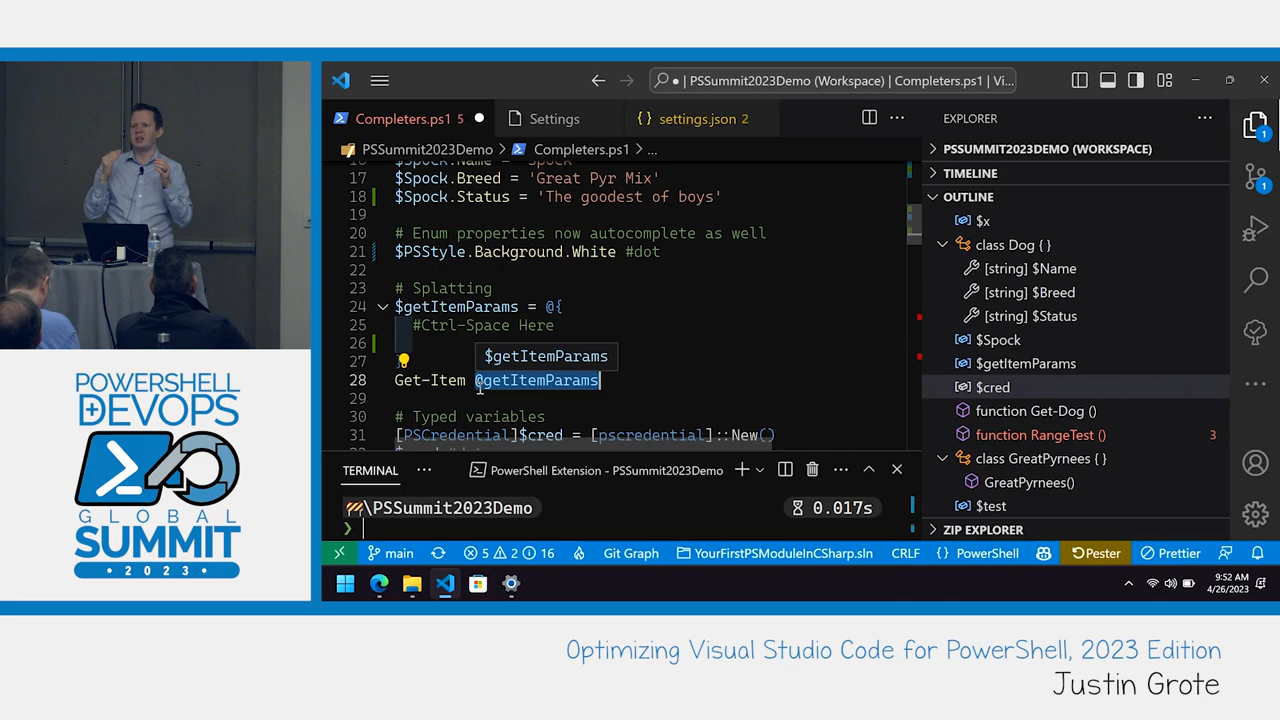 PSSummit2023Demo (Workspace) | Completers.ps1 | Vi...
Completers.ps1 5
Settings
settings.json 2
PSSummit2023Demo > Completers.ps1 > ...
16 $Spock.Name = 'Spock'
17 $Spock.Breed = 'Great Pyr Mix'
18 $Spock.Status = 'The goodest of boys'
19
20 # Enum properties now autocomplete as well
21 $PSStyle.Background.White #dot
22
23 # Splatting
24 $getItemParams = @{
25 #Ctrl-Space Here
26
$getItemParams
27
28 Get-Item @getItemParams
29
30 # Typed variables
31 [PSCredential]$cred = [pscredential]::New()
TERMINAL ... PowerShell Extension - PSSummit2023Demo
\PSSummit2023Demo
0.017s
❯
EXPLORER
PSSUMMIT2023DEMO (WORKSPACE)
TIMELINE
OUTLINE
$x
class Dog { }
[string] $Name
[string] $Breed
[string] $Status
$Spock
$getItemParams
$cred
function Get-Dog ()
function RangeTest () 3
class GreatPyrnees { }
GreatPyrnees()
$test
ZIP EXPLORER
1
1
main 5 2 16 Git Graph YourFirstPSModuleInCSharp.sln CRLF { } PowerShell Pester Prettier
9:52 AM
4/26/2023
POWERSHELL
DEVOPS
GLOBAL
SUMMIT
2023
Optimizing Visual Studio Code for PowerShell, 2023 Edition
Justin Grote